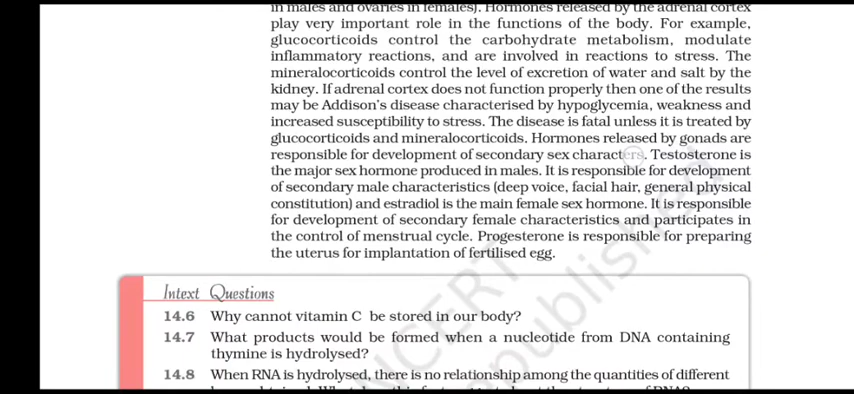 in males and ovaries in females). Hormones released by the adrenal cortex
play very important role in the functions of the body. For example,
glucocorticoids control the carbohydrate metabolism, modulate
inflammatory reactions, and are involved in reactions to stress. The
mineralocorticoids control the level of excretion of water and salt by the
kidney. If adrenal cortex does not function properly then one of the results
may be Addison's disease characterised by hypoglycemia, weakness and
increased susceptibility to stress. The disease is fatal unless it is treated by
glucocorticoids and mineralocorticoids. Hormones released by gonads are
responsible for development of secondary sex characters. Testosterone is
the major sex hormone produced in males. It is responsible for development
of secondary male characteristics (deep voice, facial hair, general physical
constitution) and estradiol is the main female sex hormone. It is responsible
for development of secondary female characteristics and participates in
the control of menstrual cycle. Progesterone is responsible for preparing
the uterus for implantation of fertilised egg.
Intext Questions
14.6 Why cannot vitamin C be stored in our body?
14.7 What products would be formed when a nucleotide from DNA containing
thymine is hydrolysed?
14.8 When RNA is hydrolysed, there is no relationship among the quantities of different
NCERT
republished